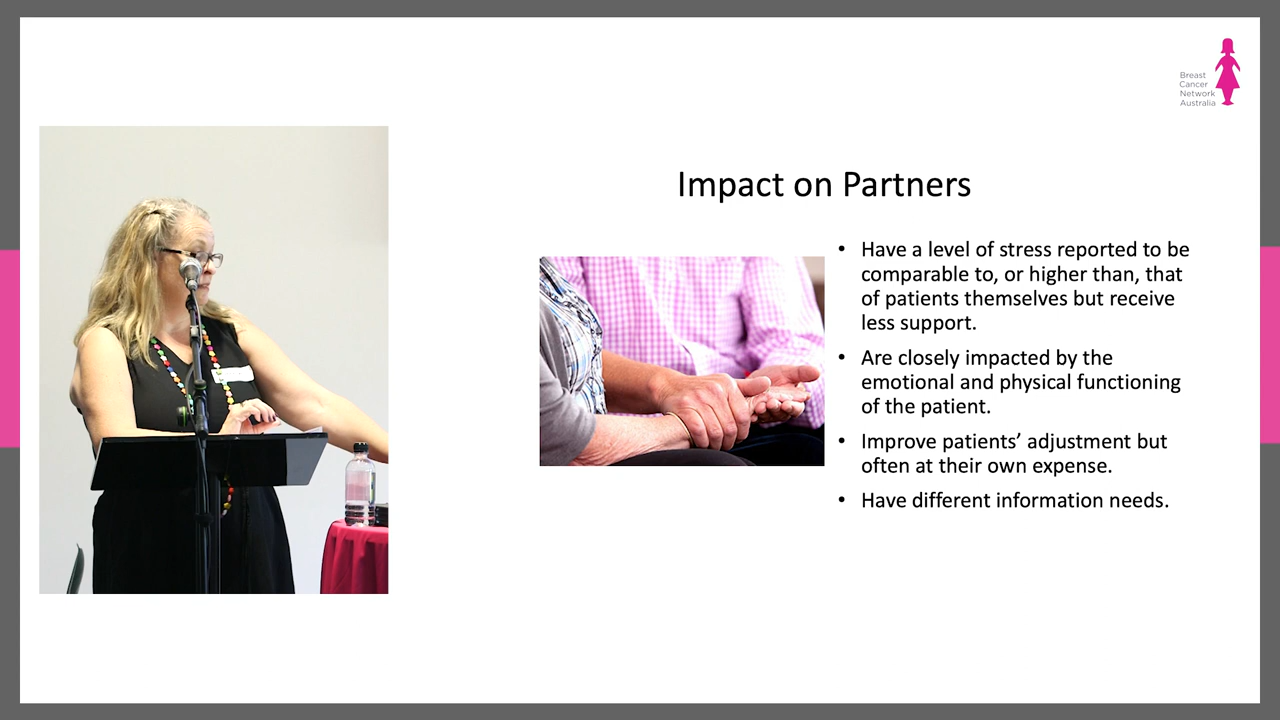 Breast
Cancer
Network
Australia
Impact on Partners
• Have a level of stress reported to be
comparable to, or higher than, that
of patients themselves but receive
less support.
• Are closely impacted by the
emotional and physical functioning
of the patient.
• Improve patients’ adjustment but
often at their own expense.
• Have different information needs.